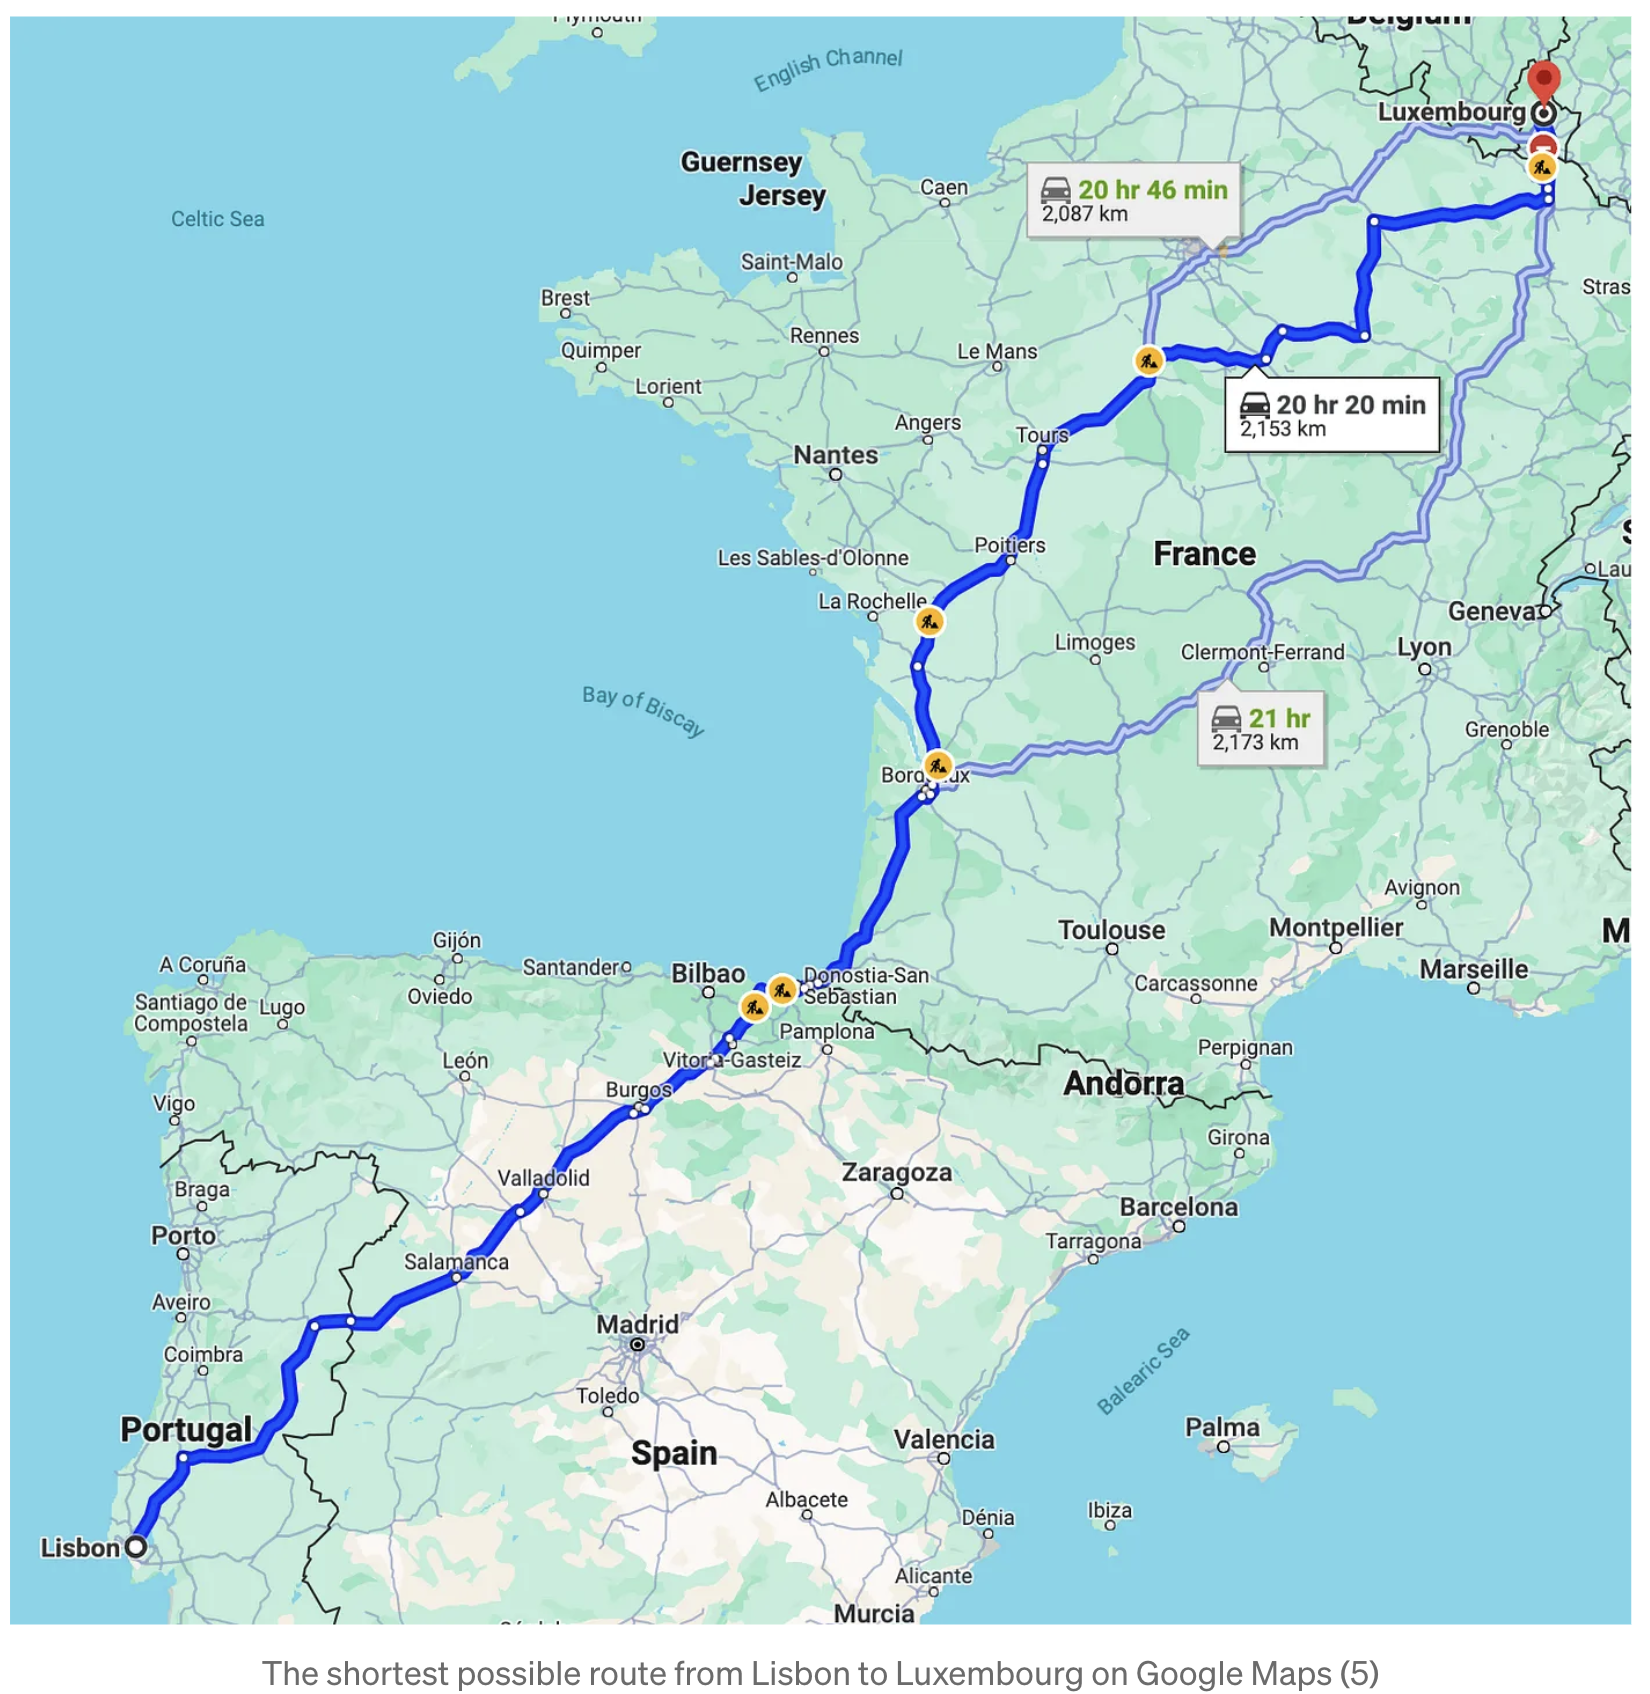 Plymouth
Belgium
English Channel
Luxembourg
Guernsey
Jersey
Caen
20 hr 46 min
2,087 km
Celtic Sea
Saint-Malo
Stras
Brest
Rennes
Quimper
Le Mans
Lorient
20 hr 20 min
2,153 km
Angers
Tours
Nantes
Poitiers
France
Les Sables-d'Olonne
Lau
La Rochelle
Geneva
Limoges
Clermont-Ferrand
Lyon
Bay of Biscay
21 hr
2,173 km
Grenoble
Avignon
Toulouse
Montpellier
M
Gijón
A Coruña
Santander
Bilbao
Donostia-San
Sebastian
Marseille
Carcassonne
Oviedo
Santiago de
Compostela
Lugo
Pamplona
Perpignan
León
Vitoria-Gasteiz
Andorra
Burgos
Vigo
Girona
Valladolid
Zaragoza
Braga
Barcelona
Porto
Tarragona
Salamanca
Aveiro
Madrid
Coimbra
Balearic Sea
Toledo
Portugal
Palma
Valencia
Spain
Albacete
Ibiza
Dénia
Lisbon
Alicante
Murcia
The shortest possible route from Lisbon to Luxembourg on Google Maps (5)